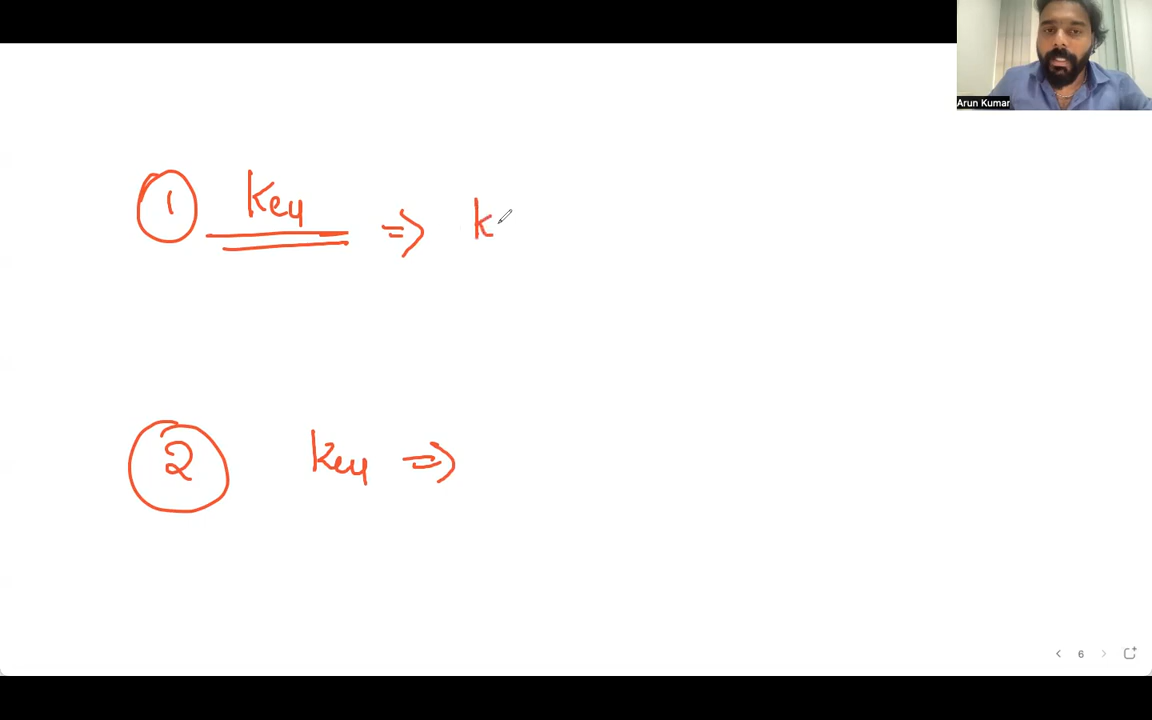 Arun Kumar
① Key => k
② key =>
6